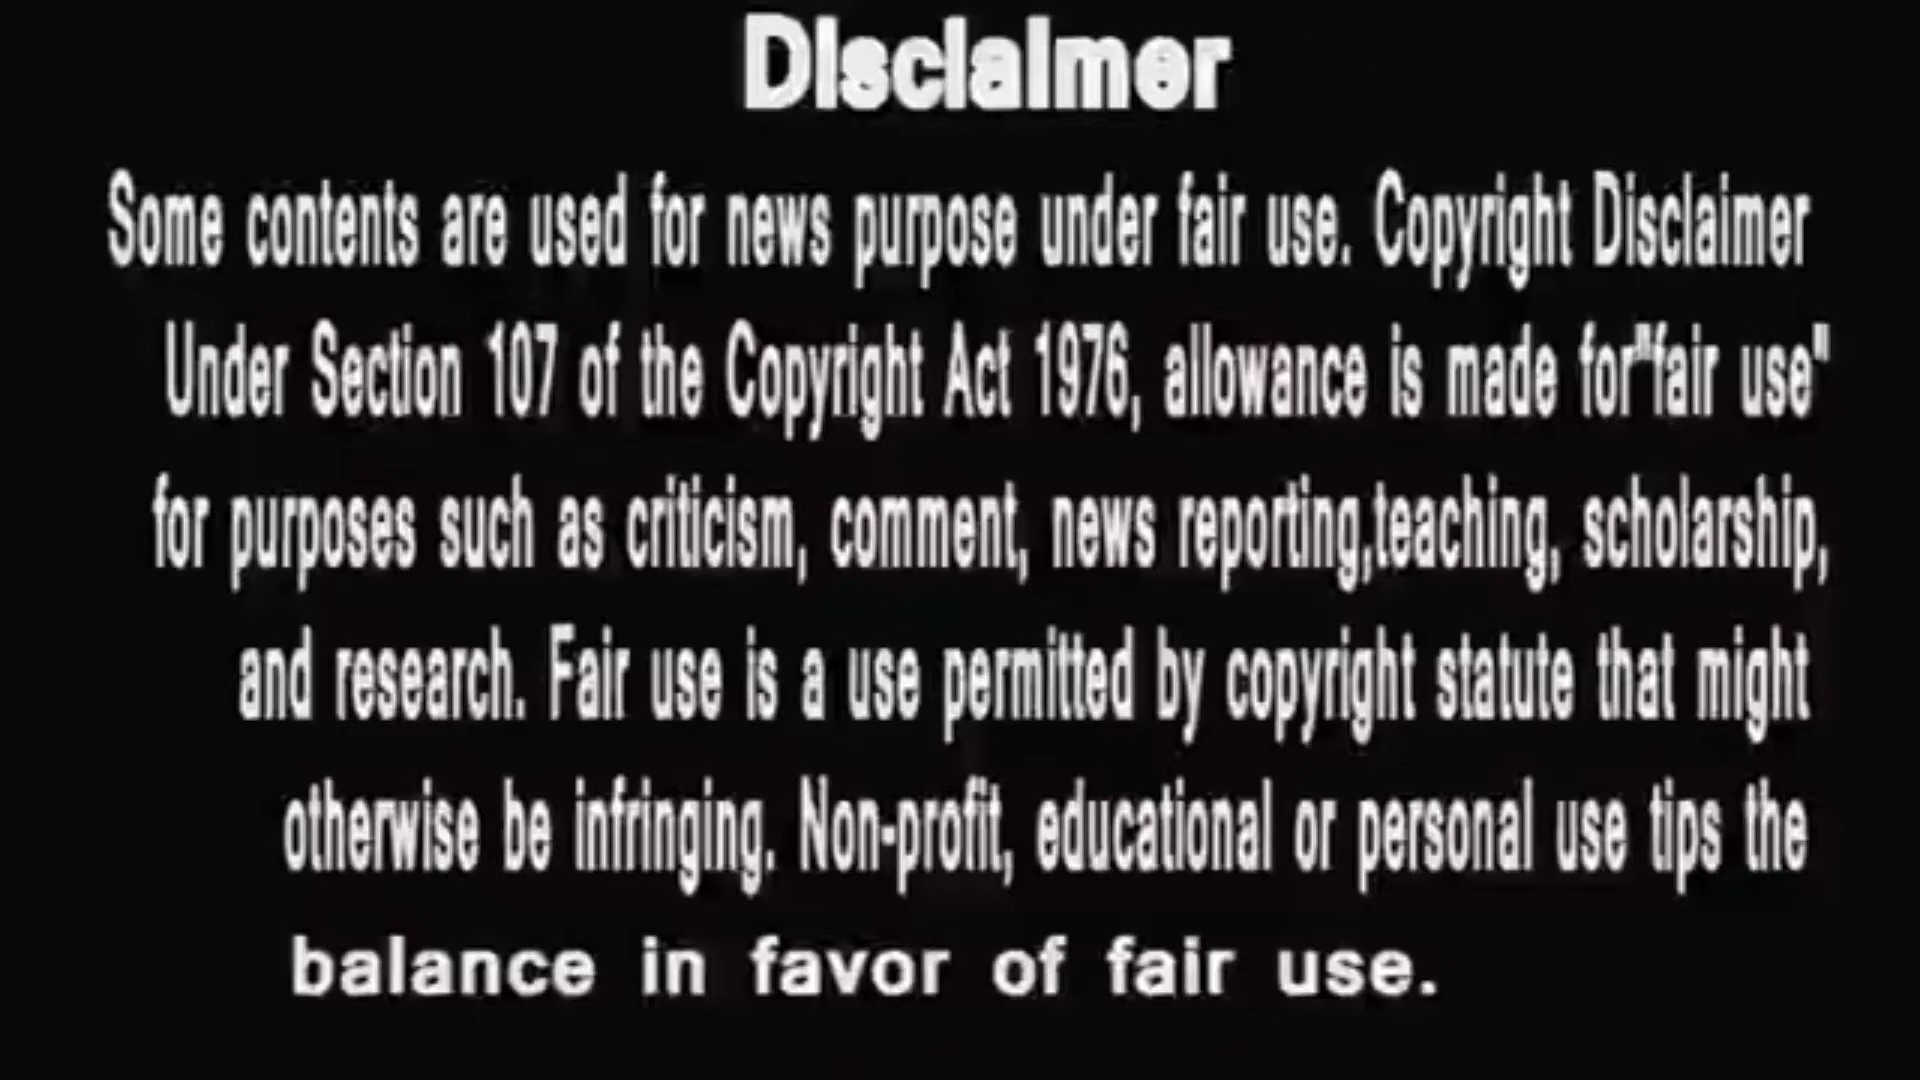 Disclaimer
Some contents are used for news purpose under fair use. Copyright Disclaimer
Under Section 107 of the Copyright Act 1976, allowance is made for"fair use"
for purposes such as criticism, comment, news reporting,teaching, scholarship,
and research. Fair use is a use permitted by copyright statute that might
otherwise be infringing. Non-profit, educational or personal use tips the
balance in favor of fair use.